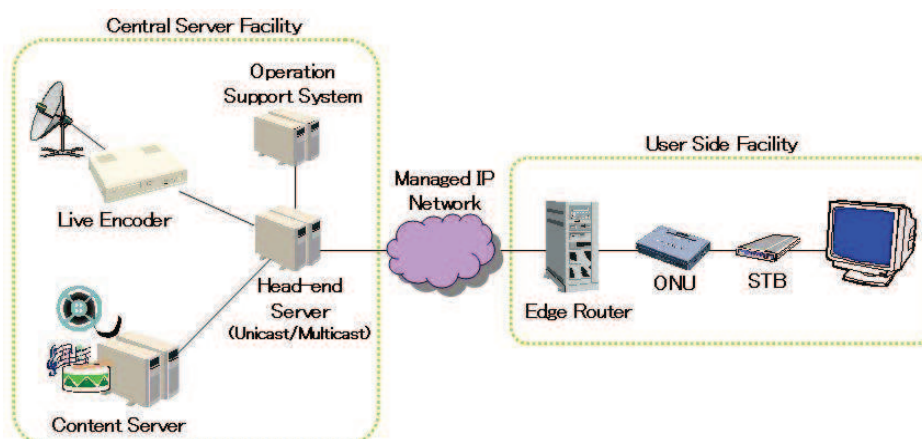 Central Server Facility
Operation
Support System
Live Encoder
Head-end
Server
(Unicast/Multicast)
Content Server
Managed IP
Network
User Side Facility
Edge Router
ONU
STB